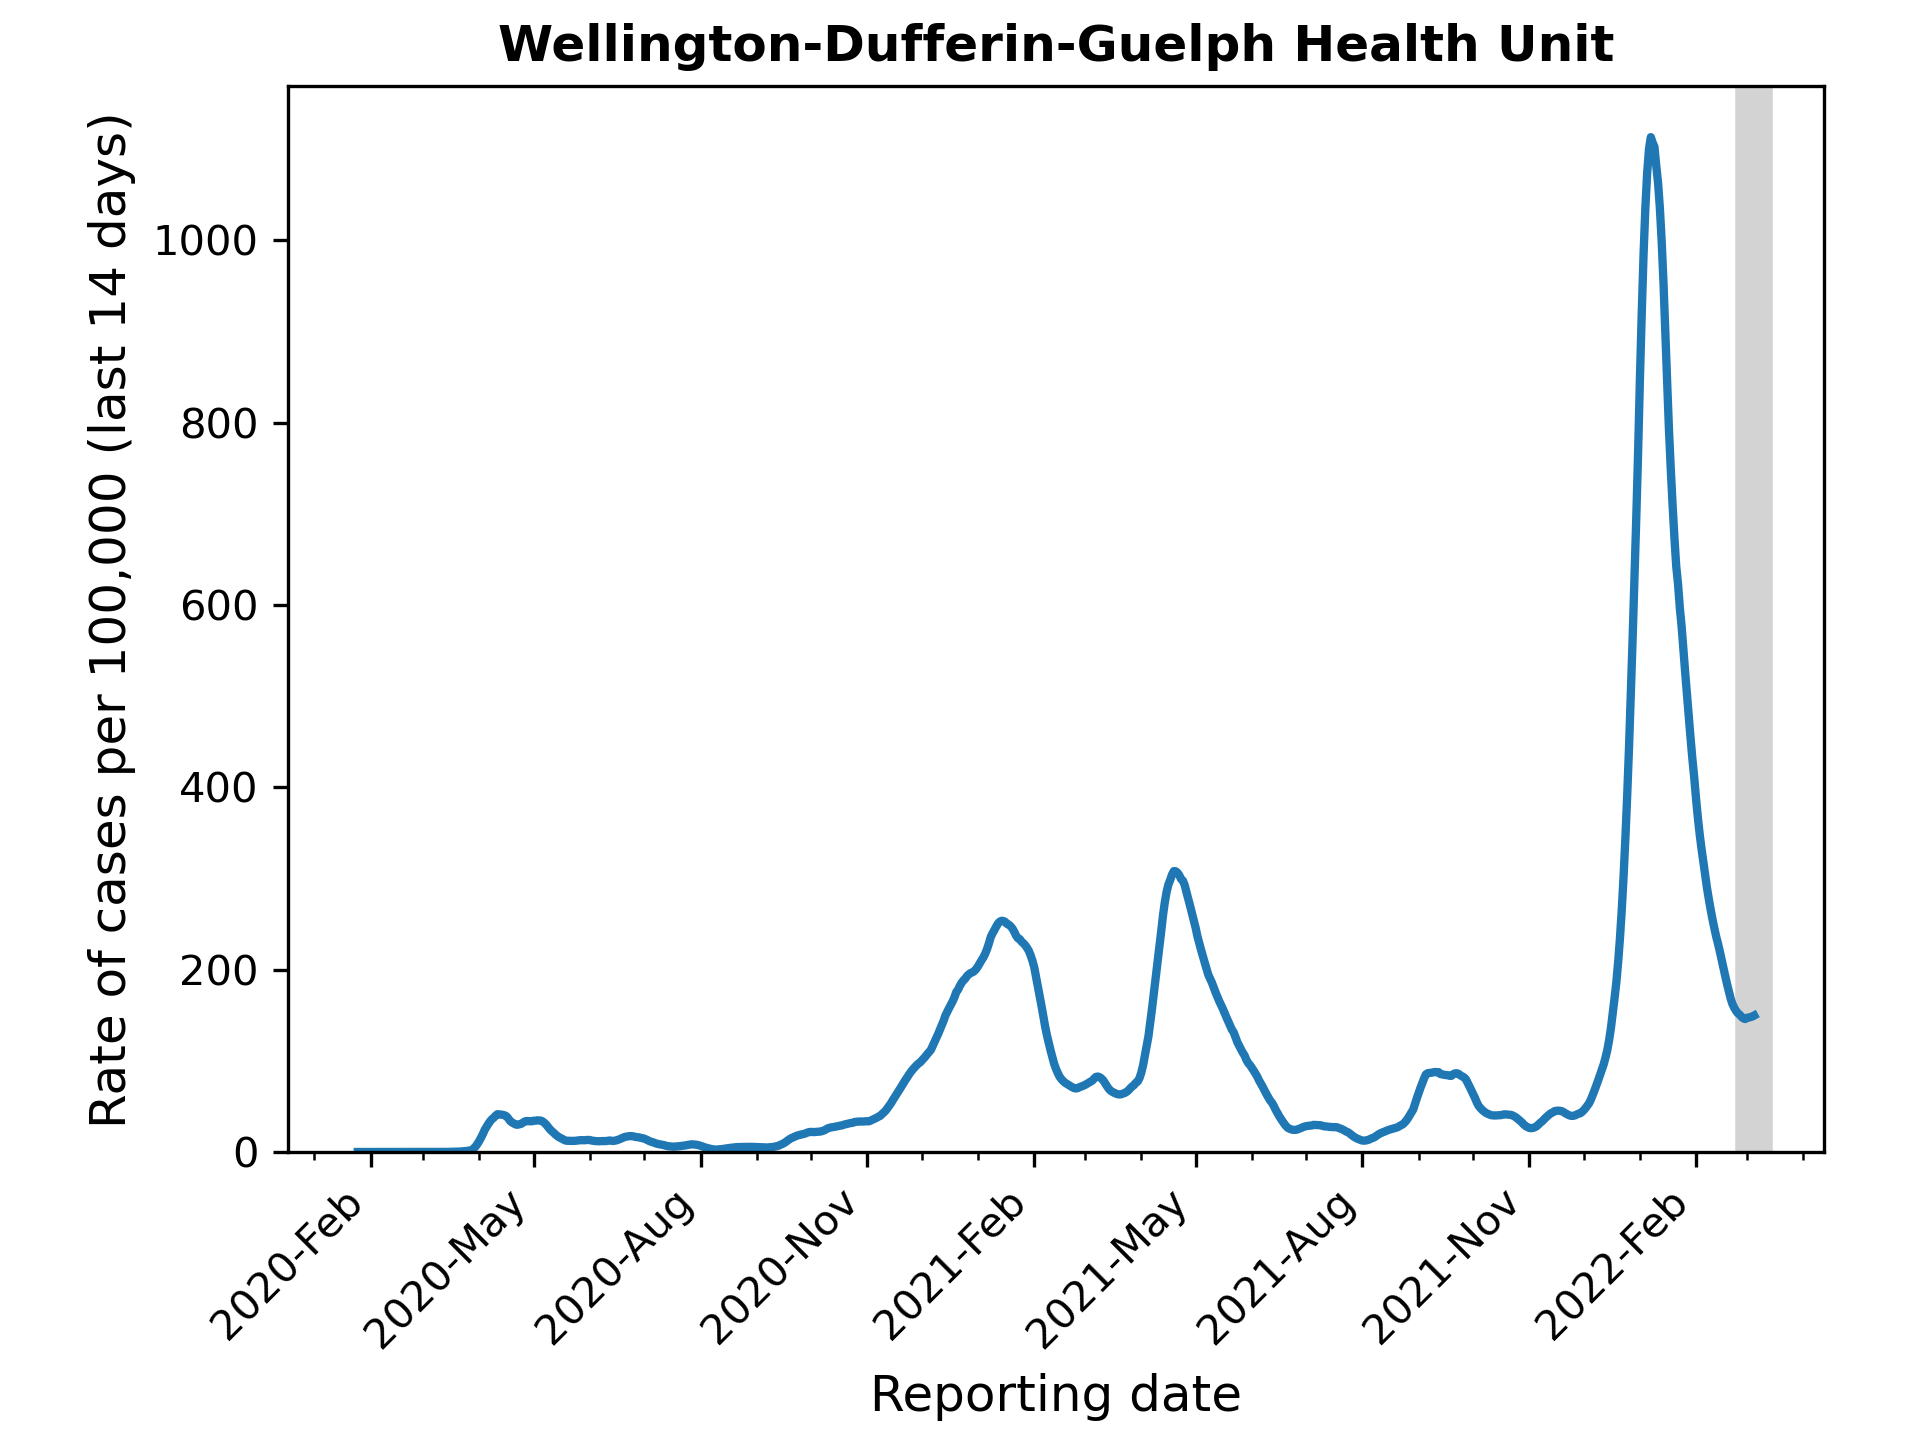 Wellington-Dufferin-Guelph Health Unit
Rate of cases per 100,000 (last 14 days)
1000
800
600
400
200
0
2020-Feb
2020-May
2020-Aug
2020-Nov
2021-Feb
2021-May
2021-Aug
2021-Nov
2022-Feb
Reporting date